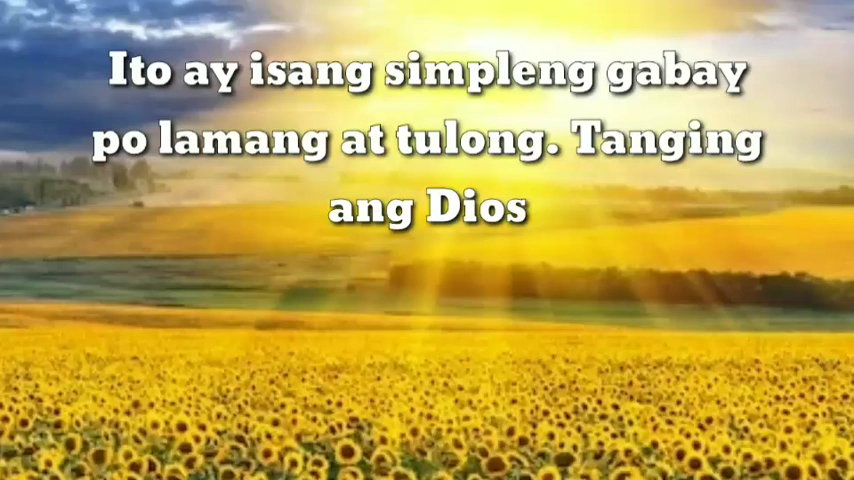 Ito ay isang simpleng gabay
po lamang at tulong. Tanging
ang Dios